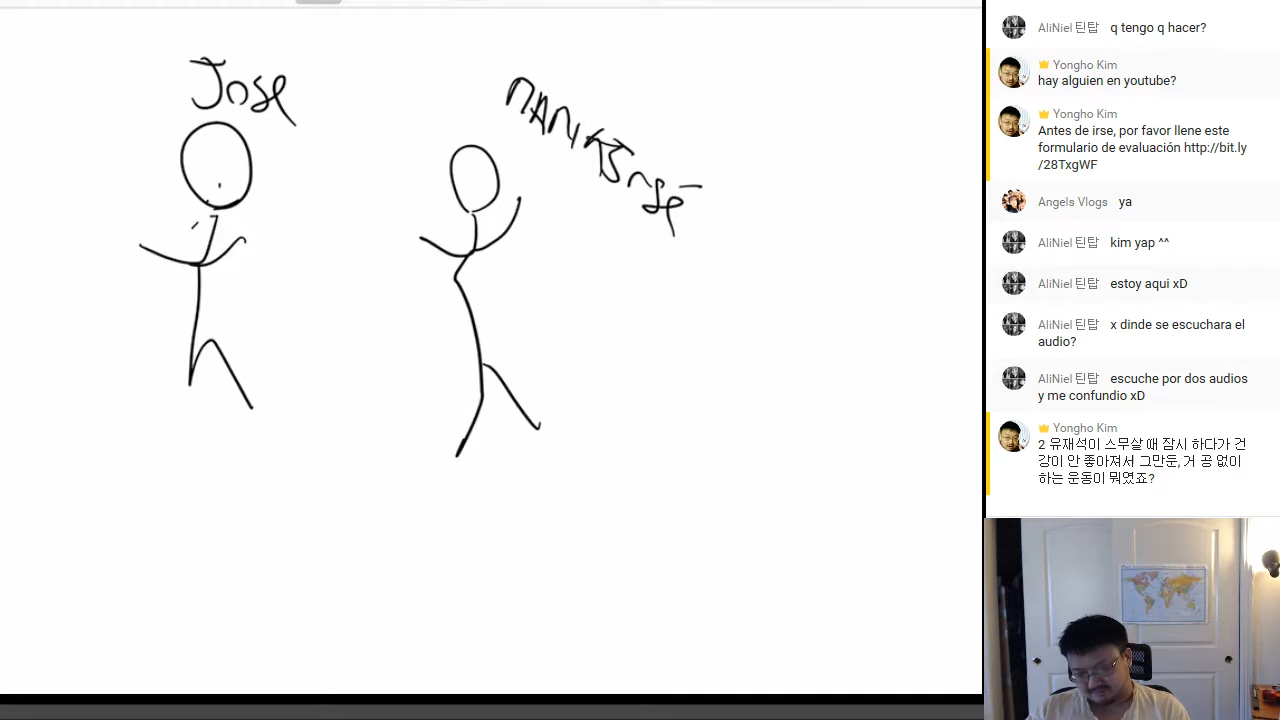 Jose
AliNiel 틴탑 q tengo q hacer?
Yongho Kim
hay alguien en youtube?
Yongho Kim
Antes de irse, por favor llene este
formulario de evaluación http://bit.ly
/28TxgWF
Angels Vlogs ya
AliNiel 틴탑 kim yap ^^
AliNiel 틴탑 estoy aqui xD
AliNiel 틴탑 x dinde se escuchara el
audio?
AliNiel 틴탑 escuche por dos audios
y me confundio xD
Yongho Kim
2 유재석이 스무살 때 잠시 하다가 건
강이 안 좋아져서 그만둔, 거 공 없이
하는 운동이 뭐였죠?